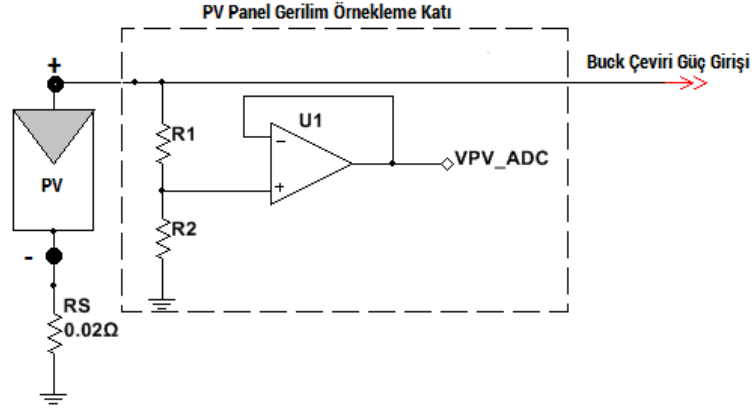 PV Panel Gerilim Örnekleme Katı
Buck Çeviri Güç Girişi
+
R1
U1
−
+
VPV_ADC
PV
R2
-
RS
0.02Ω